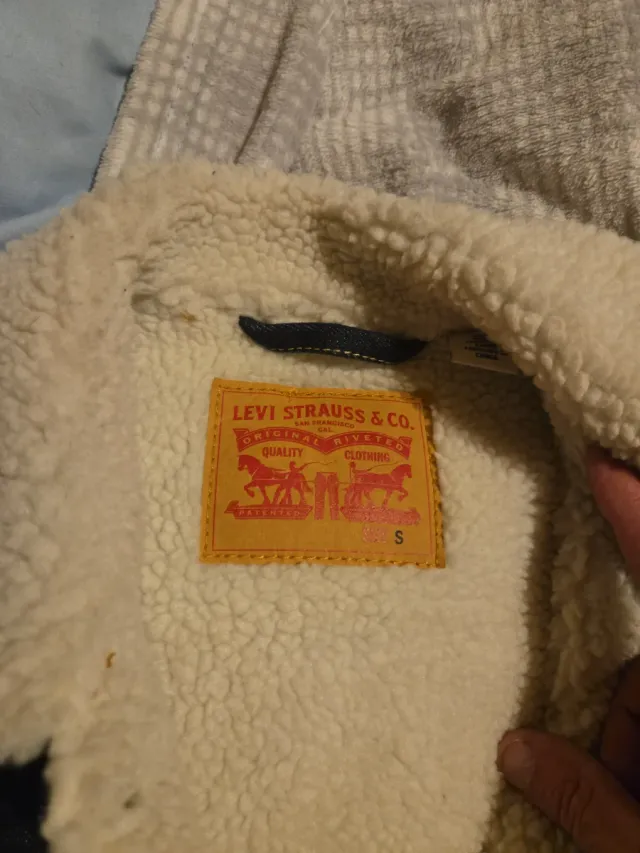 LEVI STRAUSS & CO.
SAN FRANCISCO
CAL.
ORIGINAL RIVETED
QUALITY CLOTHING
PATENTED
S